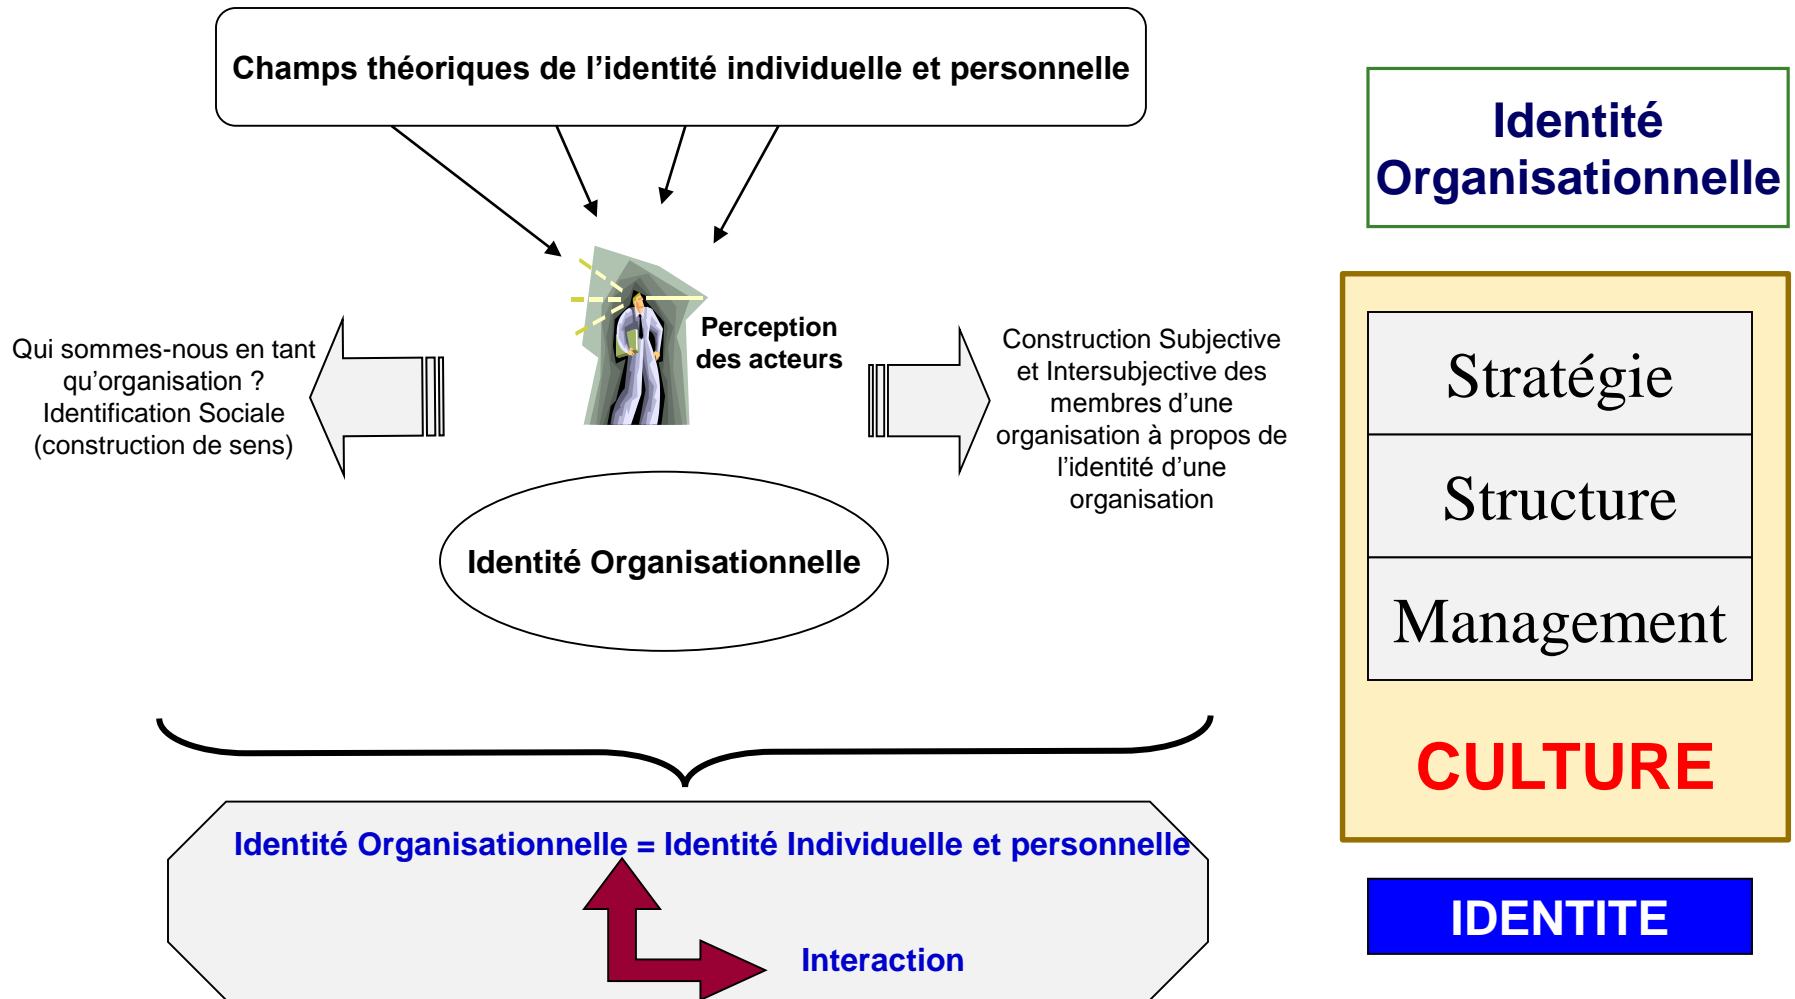 Champs théoriques de l’identité individuelle et personnelle
Perception
des acteurs
Qui sommes-nous en tant
qu’organisation ?
Identification Sociale
(construction de sens)
Construction Subjective
et Intersubjective des
membres d’une
organisation à propos de
l’identité d’une
organisation
Identité Organisationnelle
Identité Organisationnelle = Identité Individuelle et personnelle
Interaction
Identité
Organisationnelle
Stratégie
Structure
Management
CULTURE
IDENTITE